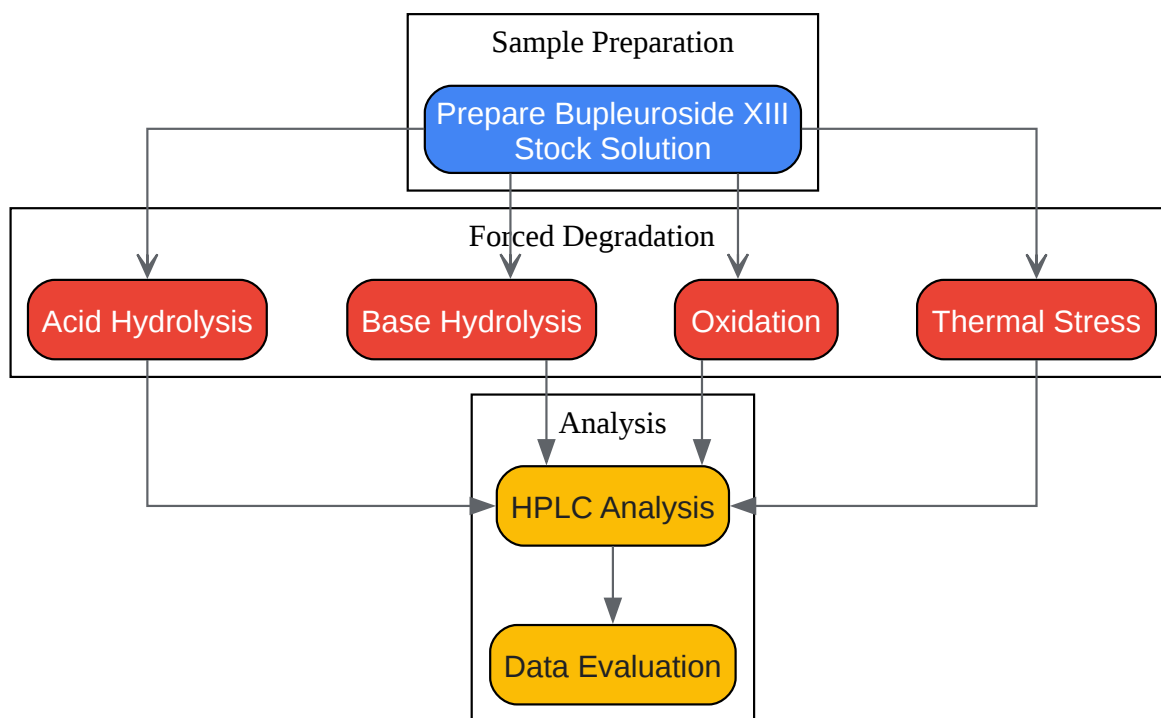 Sample Preparation
Prepare Bupleuroside XIII
Stock Solution
Forced Degradation
Acid Hydrolysis
Base Hydrolysis
Oxidation
Thermal Stress
Analysis
HPLC Analysis
Data Evaluation